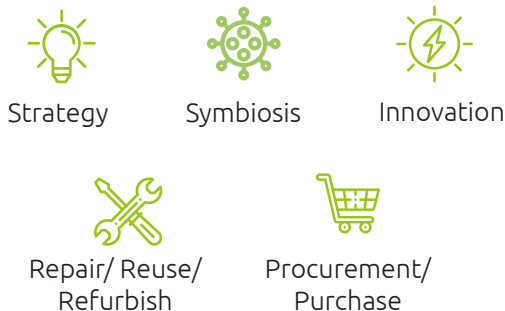 Strategy
Symbiosis
Innovation
Repair/ Reuse/
Refurbish
Procurement/
Purchase